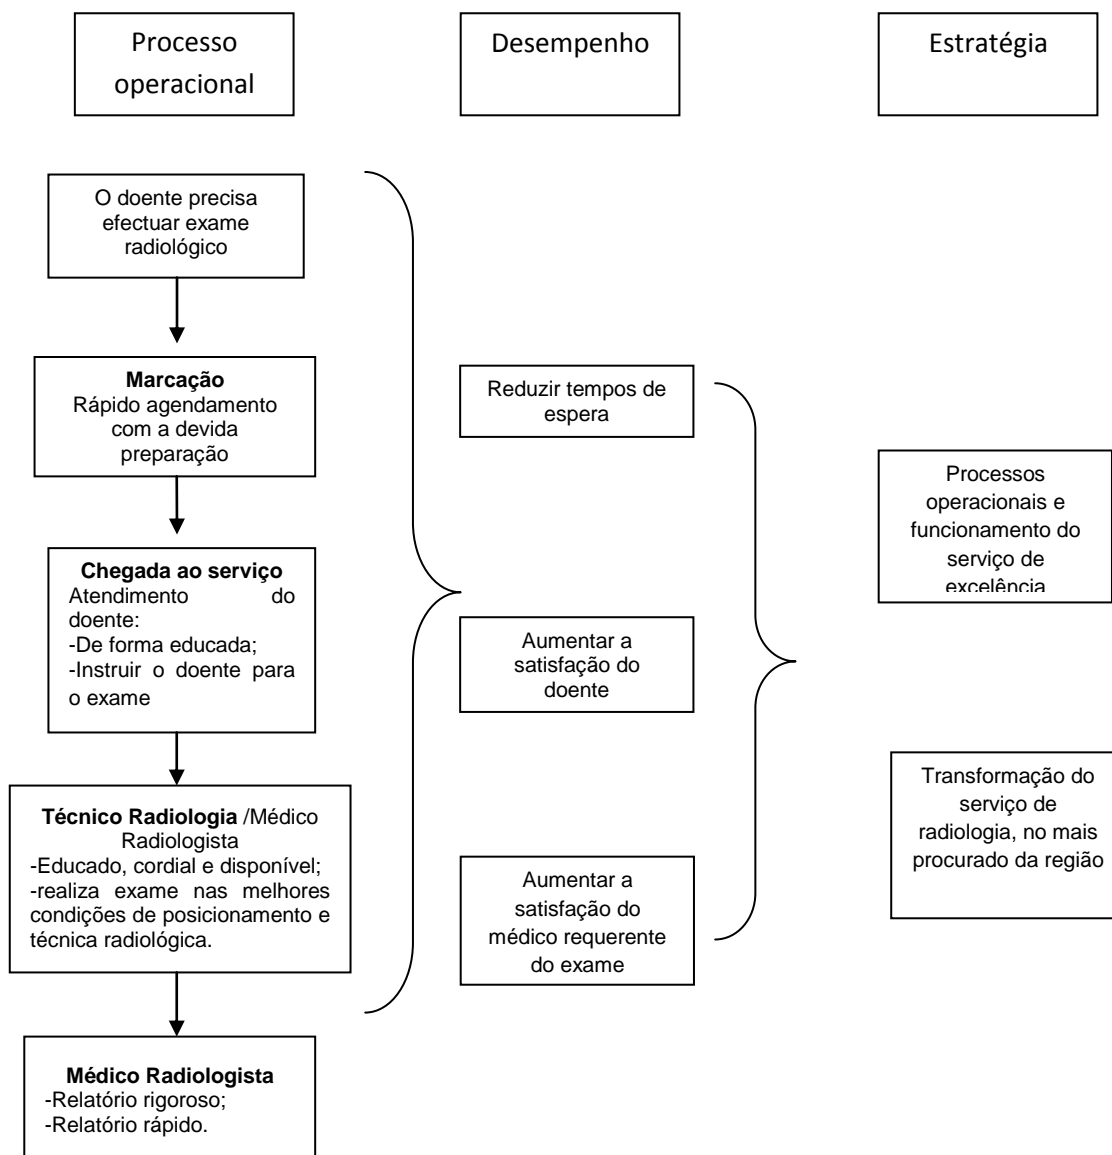 Processo
operacional
Desempenho
Estratégia
O doente precisa
efectuar exame
radiológico
Marcação
Rápido agendamento
com a devida
preparação
Chegada ao serviço
Atendimento do
doente:
-De forma educada;
-Instruir o doente para
o exame
Técnico Radiologia /Médico
Radiologista
-Educado, cordial e disponível;
-realiza exame nas melhores
condições de posicionamento e
técnica radiológica.
Médico Radiologista
-Relatório rigoroso;
-Relatório rápido.
Reduzir tempos de
espera
Aumentar a
satisfação do
doente
Aumentar a
satisfação do
médico requerente
do exame
Processos
operacionais e
funcionamento do
serviço de
excelência
Transformação do
serviço de
radiologia, no mais
procurado da região